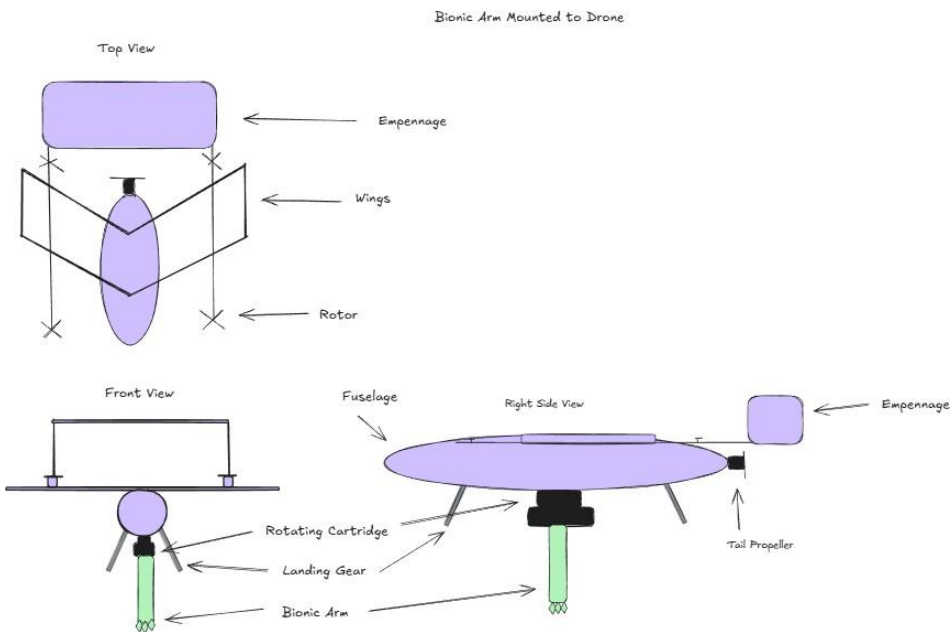 Bionic Arm Mounted to Drone
Top View
Empennage
Wings
Rotor
Front View
Fuselage
Right Side View
Empennage
Rotating Cartridge
Tail Propeller
Landing Gear
Bionic Arm